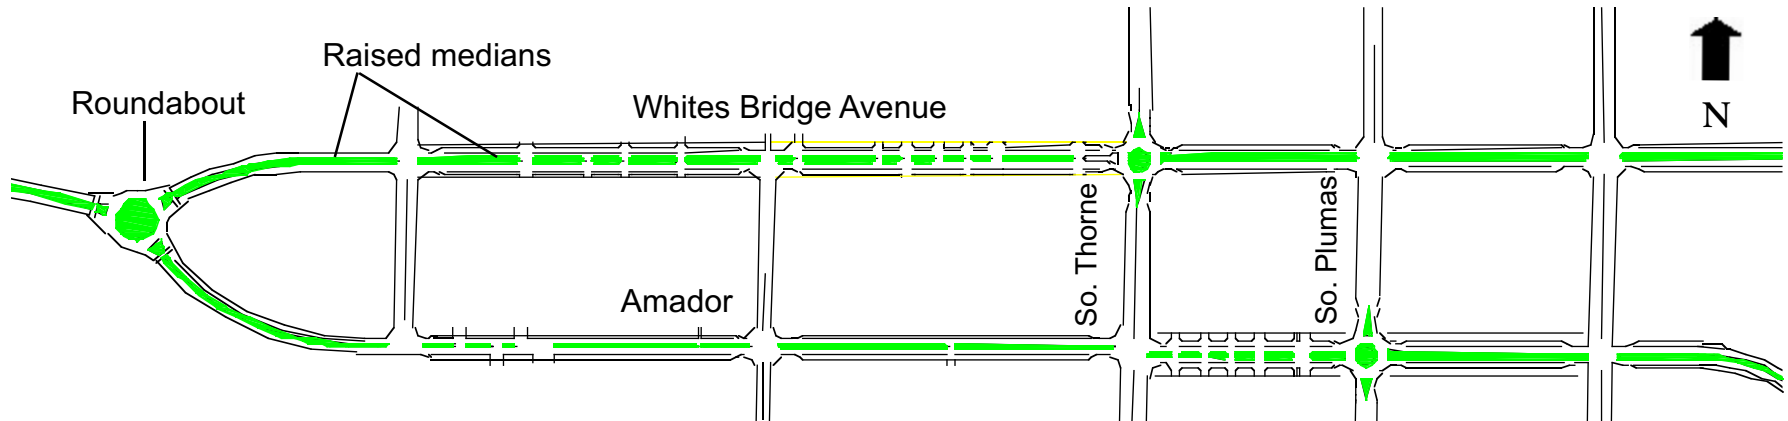 Raised medians
Roundabout
Whites Bridge Avenue
N
So. Thorne
So. Plumas
Amador